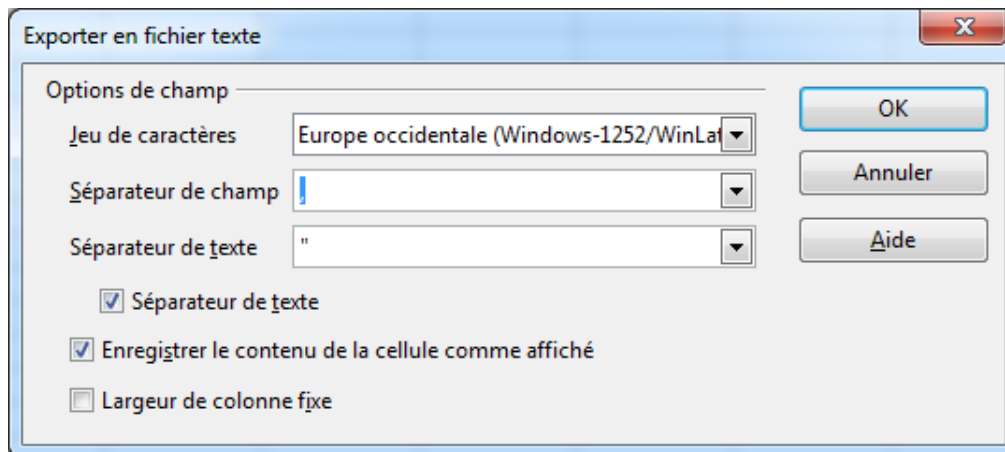 Exporter en fichier texte
Options de champ
Jeu de caractères
Europe occidentale (Windows-1252/WinLat
OK
Séparateur de champ
,
Annuler
Séparateur de texte
"
Aide
Séparateur de texte
Enregistrer le contenu de la cellule comme affiché
Largeur de colonne fixe